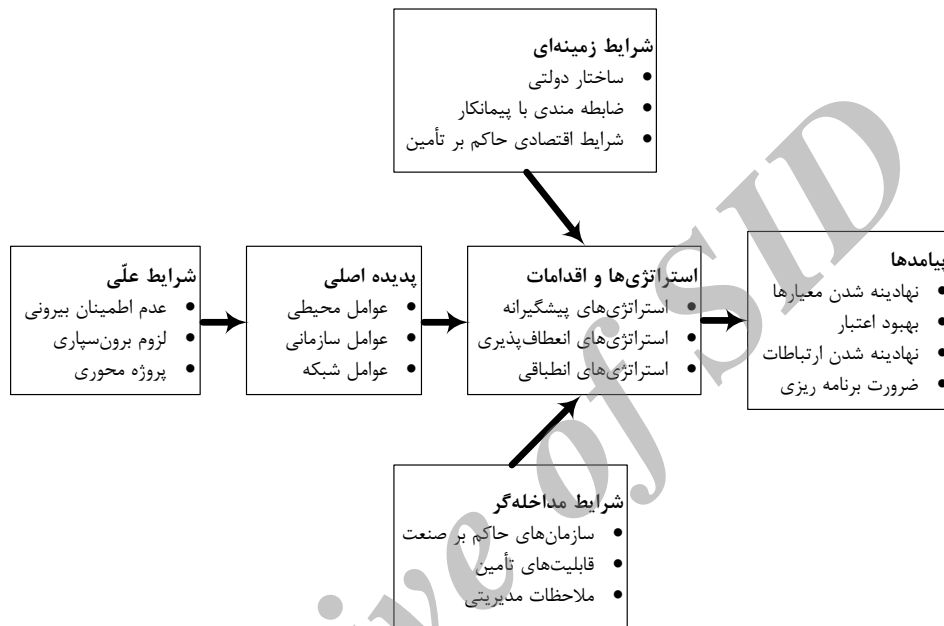 شرایط زمینه‌ای
• ساختار دولتی
• ضابطه مندی با پیمانکار
• شرایط اقتصادی حاکم بر تأمین
شرایط علّی
• عدم اطمینان بیرونی
• لزوم برون‌سپاری
• پروژه محوری
پدیده اصلی
• عوامل محیطی
• عوامل سازمانی
• عوامل شبکه
استراتژی‌ها و اقدامات
• استراتژی‌های پیشگیرانه
• استراتژی‌های انعطاف‌پذیری
• استراتژی‌های انطباقی
پیامدها
• نهادینه شدن معیارها
• بهبود اعتبار
• نهادینه شدن ارتباطات
• ضرورت برنامه ریزی
شرایط مداخله‌گر
• سازمان‌های حاکم بر صنعت
• قابلیت‌های تأمین
• ملاحظات مدیریتی
ive of SID